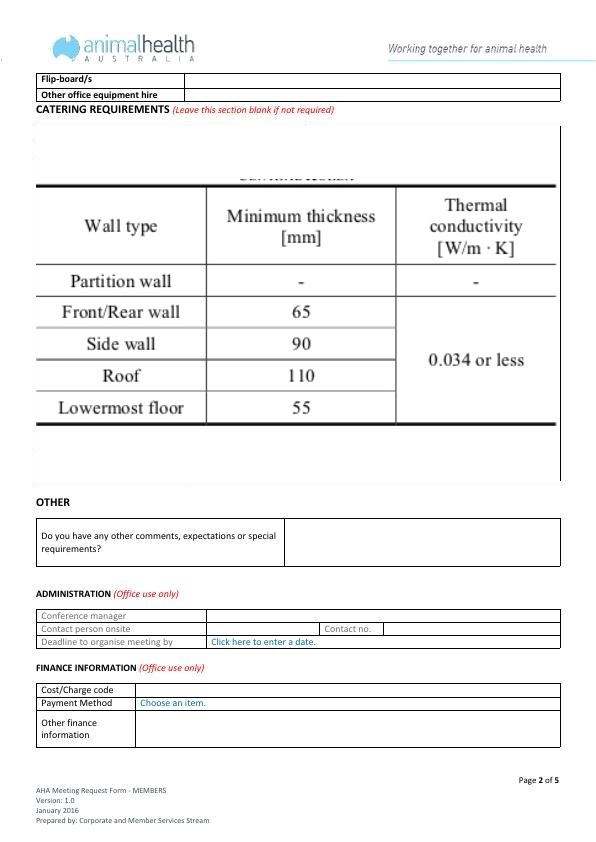 animalhealth
AUSTRALIA
Working together for animal health
Flip-board/s
Other office equipment hire
CATERING REQUIREMENTS (Leave this section blank if not required)
Wall type
Minimum thickness
[mm]
Thermal
conductivity
[W/m · K]
Partition wall - -
Front/Rear wall 65
Side wall 90
0.034 or less
Roof 110
Lowermost floor 55
OTHER
Do you have any other comments, expectations or special
requirements?
ADMINISTRATION (Office use only)
Conference manager
Contact person onsite Contact no.
Deadline to organise meeting by Click here to enter a date.
FINANCE INFORMATION (Office use only)
Cost/Charge code
Payment Method Choose an item.
Other finance
information
Page 2 of 5
AHA Meeting Request Form - MEMBERS
Version: 1.0
January 2016
Prepared by: Corporate and Member Services Stream